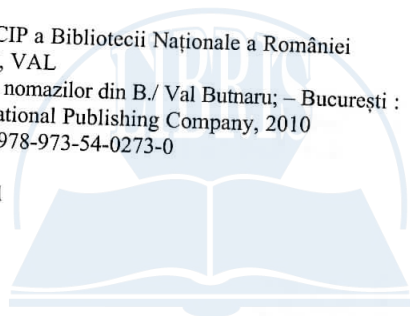 CIP a Bibliotecii Naționale a României
, VAL
nomazilor din B./ Val Butnaru; – București :
ational Publishing Company, 2010
978-973-54-0273-0